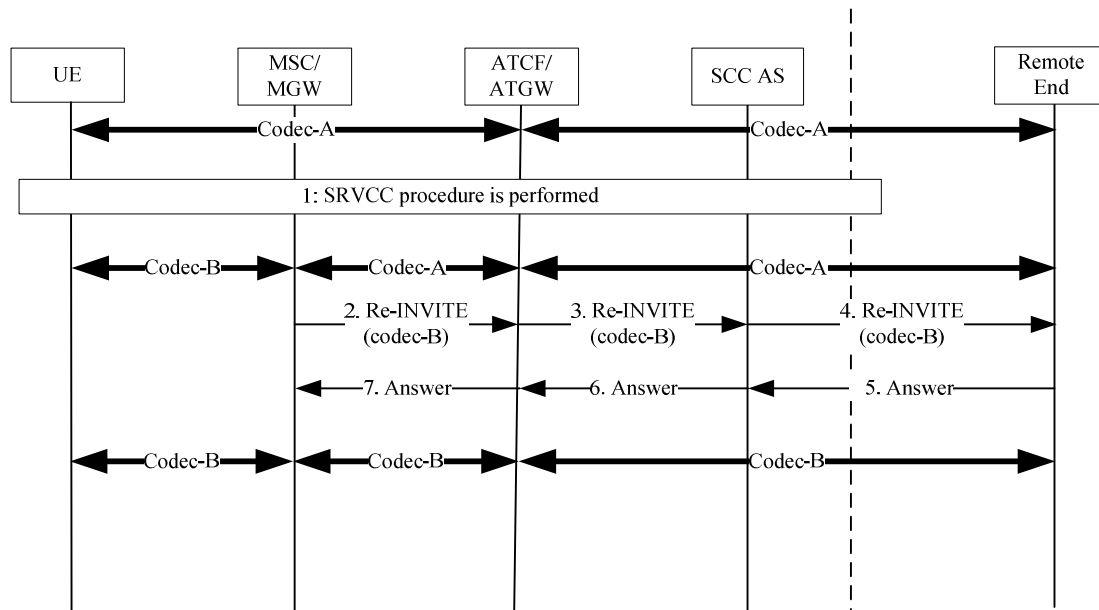 UE
MSC/
MGW
ATCF/
ATGW
SCC AS
Remote
End
Codec-A
Codec-A
1: SRVCC procedure is performed
Codec-B
Codec-A
Codec-A
2. Re-INVITE
(codec-B)
3. Re-INVITE
(codec-B)
4. Re-INVITE
(codec-B)
7. Answer
6. Answer
5. Answer
Codec-B
Codec-B
Codec-B